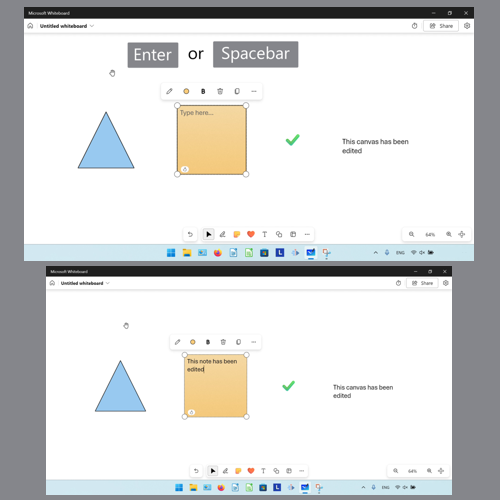 Microsoft Whiteboard
Untitled whiteboard
Share
Enter or Spacebar
B
Type here...
This canvas has been
edited
T
64%
ENG
Microsoft Whiteboard
Untitled whiteboard
Share
B
This note has been
edited
This canvas has been
edited
T
64%
ENG